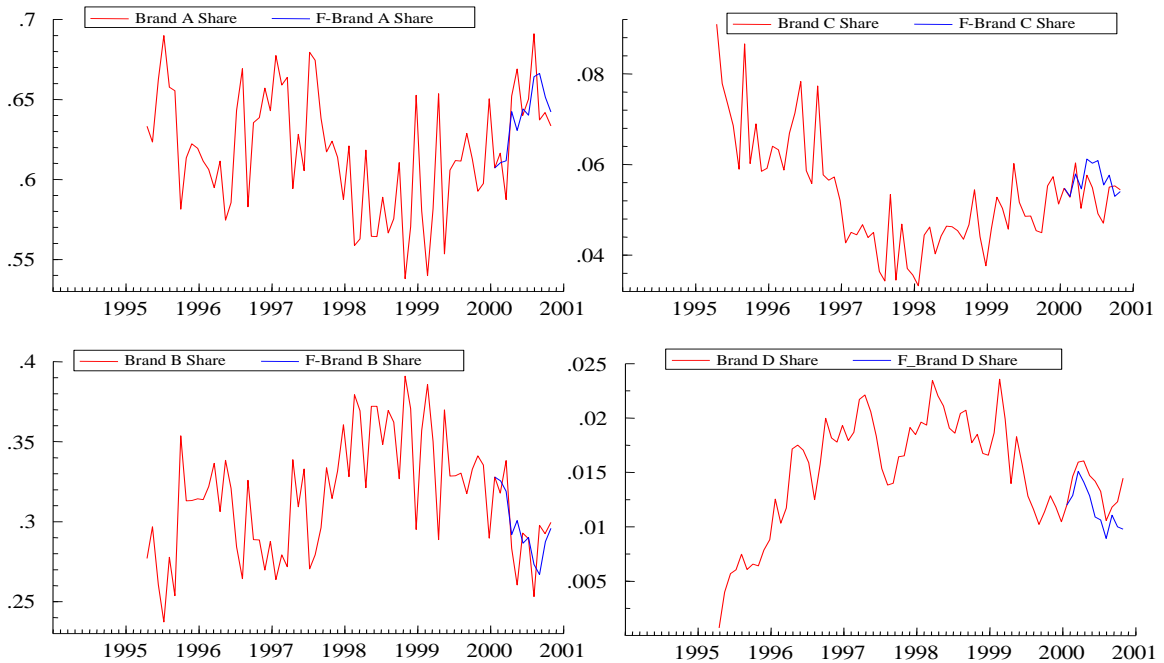 Brand A Share F-Brand A Share
.7
.65
.6
.55
1995 1996 1997 1998 1999 2000 2001
Brand C Share F-Brand C Share
.08
.06
.04
1995 1996 1997 1998 1999 2000 2001
Brand B Share F-Brand B Share
.4
.35
.3
.25
1995 1996 1997 1998 1999 2000 2001
Brand D Share F_Brand D Share
.025
.02
.015
.01
.005
1995 1996 1997 1998 1999 2000 2001